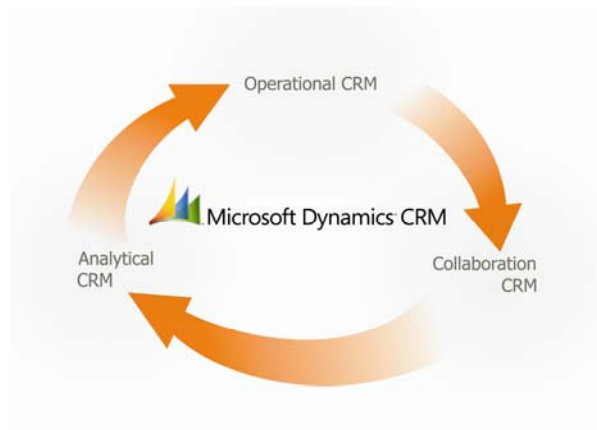 Operational CRM
Microsoft Dynamics CRM
Analytical
CRM
Collaboration
CRM